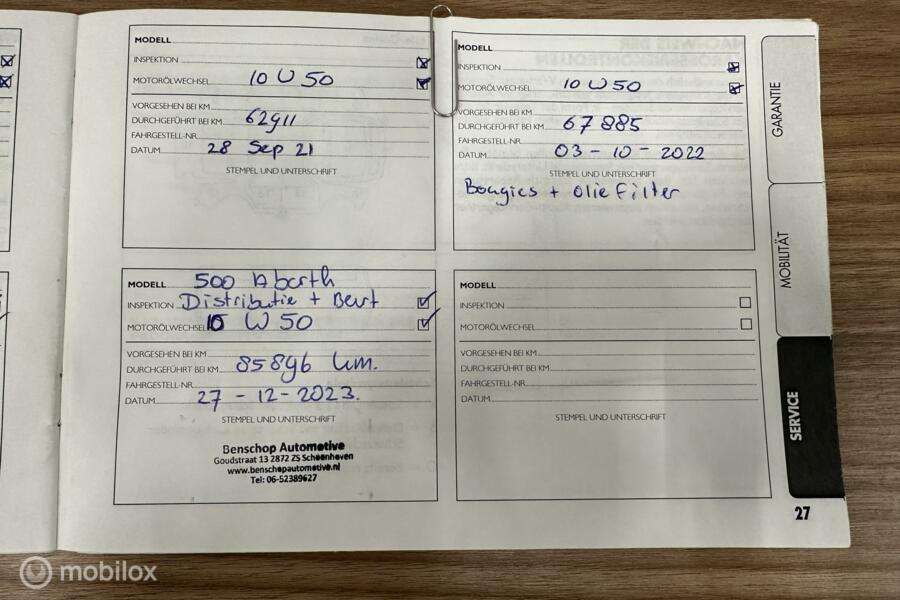 MODELL
INSPEKTION
MOTORÖLWECHSEL 10 W 50
VORGESEHEN BEI KM
DURCHGEFÜHRT BEI KM 62911
FAHRGESTELL-NR.
DATUM 28 Sep 21
STEMPEL UND UNTERSCHRIFT
MODELL
INSPEKTION
MOTORÖLWECHSEL 10 W 50
VORGESEHEN BEI KM
DURCHGEFÜHRT BEI KM 67885
FAHRGESTELL-NR.
DATUM 03-10-2022
STEMPEL UND UNTERSCHRIFT
Bougies + olie Filter
MODELL 500 Abarth
INSPEKTION Distributie + Beurt
MOTORÖLWECHSEL 10 W 50
VORGESEHEN BEI KM
DURCHGEFÜHRT BEI KM 85896 km.
FAHRGESTELL-NR.
DATUM 27-12-2023.
STEMPEL UND UNTERSCHRIFT
Benschop Automotive
Goudstraat 13 2872 ZS Schoonhoven
www.benschopautomotive.nl
Tel: 06-52389627
MODELL
INSPEKTION
MOTORÖLWECHSEL
VORGESEHEN BEI KM
DURCHGEFÜHRT BEI KM
FAHRGESTELL-NR.
DATUM
STEMPEL UND UNTERSCHRIFT
GARANTIE
MOBILITÄT
SERVICE
27
mobilox